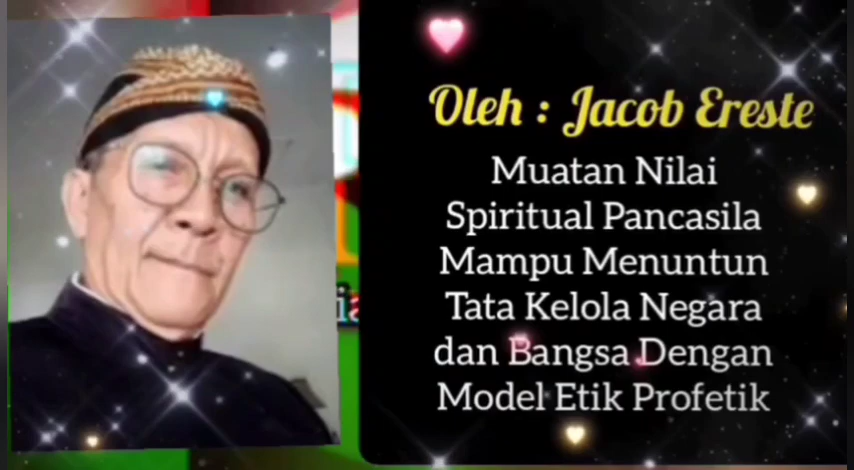 Oleh : Jacob Ereste
Muatan Nilai
Spiritual Pancasila
Mampu Menuntun
Tata Kelola Negara
dan Bangsa Dengan
Model Etik Profetik